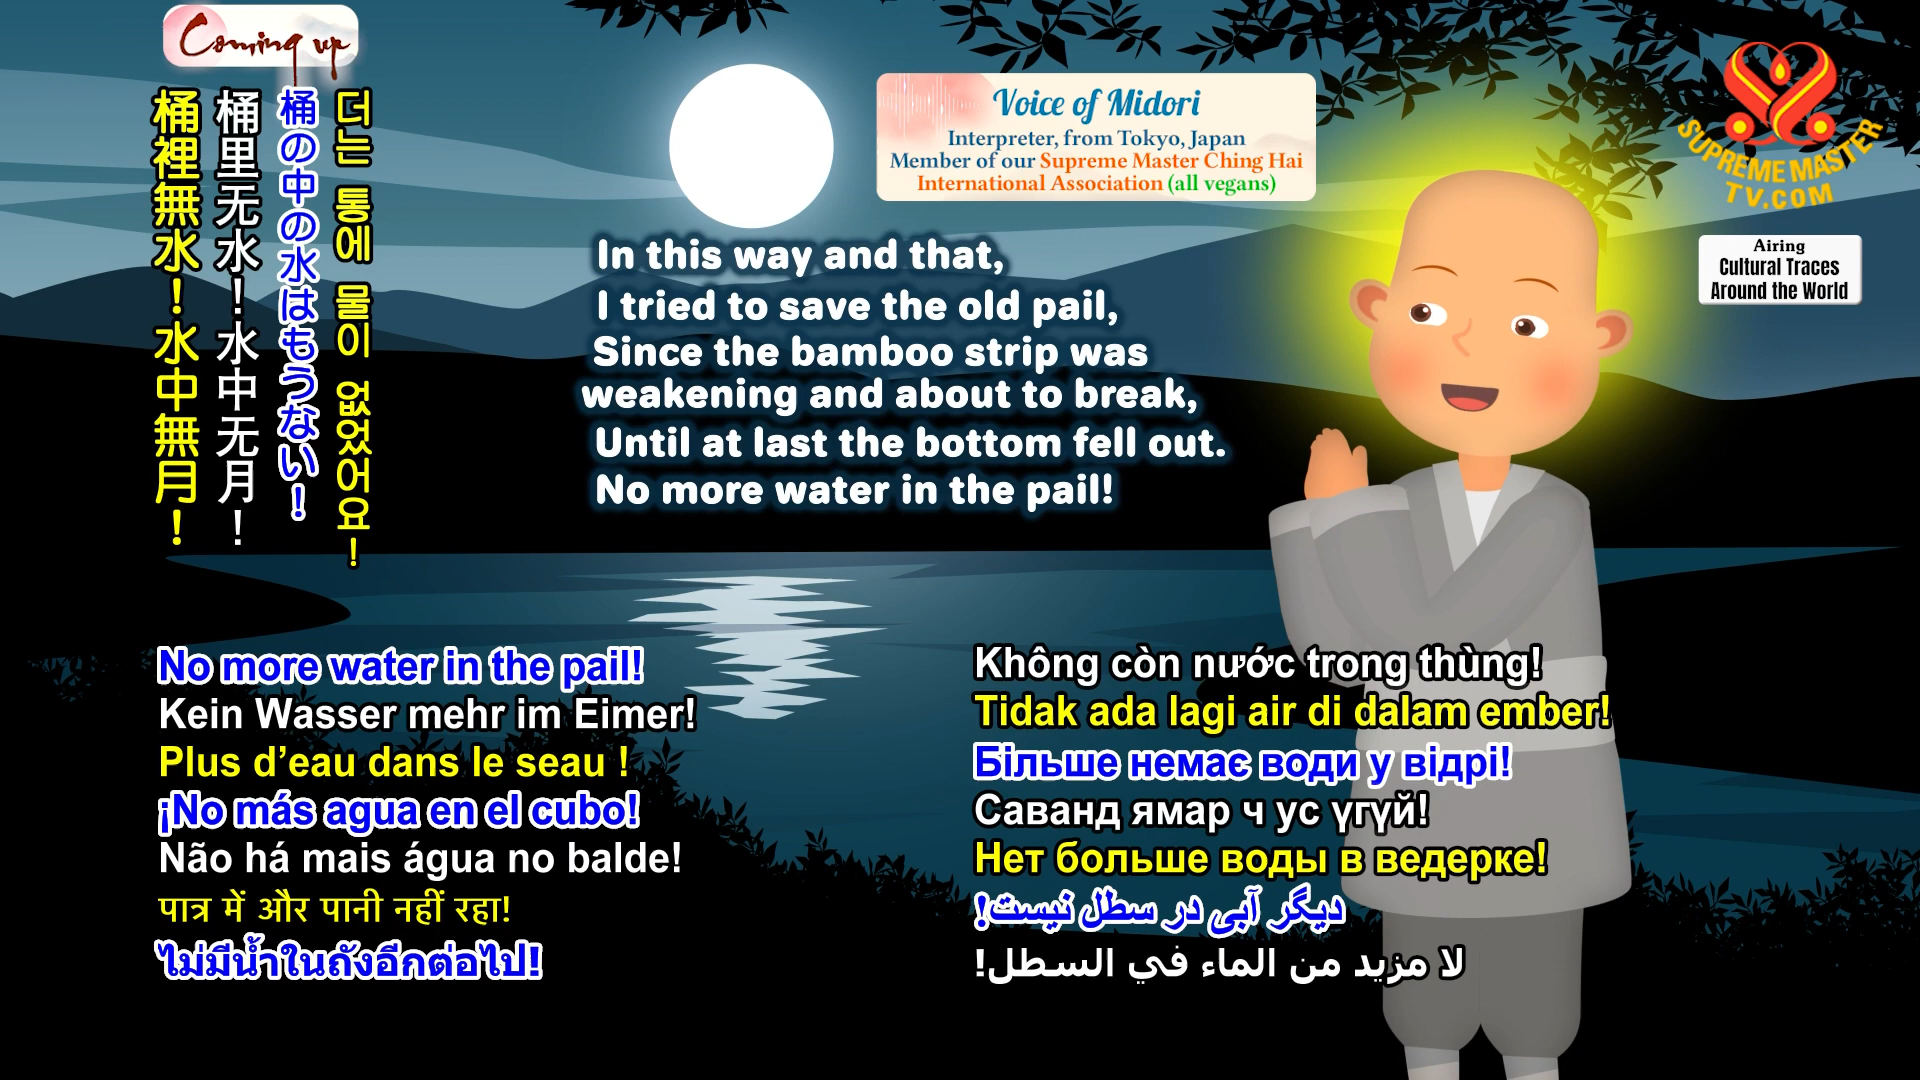 Coming up
桶裡無水！水中無月！
桶里无水！水中无月！
桶の中の水はもうない！
더는 통에 물이 없었어요!
Voice of Midori
Interpreter, from Tokyo, Japan
Member of our Supreme Master Ching Hai
International Association (all vegans)
SUPREME MASTER
TV.COM
Airing
Cultural Traces
Around the World
In this way and that,
I tried to save the old pail,
Since the bamboo strip was
weakening and about to break,
Until at last the bottom fell out.
No more water in the pail!
No more water in the pail!
Kein Wasser mehr im Eimer!
Plus d’eau dans le seau !
¡No más agua en el cubo!
Não há mais água no balde!
पात्र में और पानी नहीं रहा!
ไม่มีน้ำในถังอีกต่อไป!
Không còn nước trong thùng!
Tidak ada lagi air di dalam ember!
Більше немає води у відрі!
Саванд ямар ч ус үгүй!
Нет больше воды в ведерке!
دیگر آبی در سطل نیست!
لا مزيد من الماء في السطل!